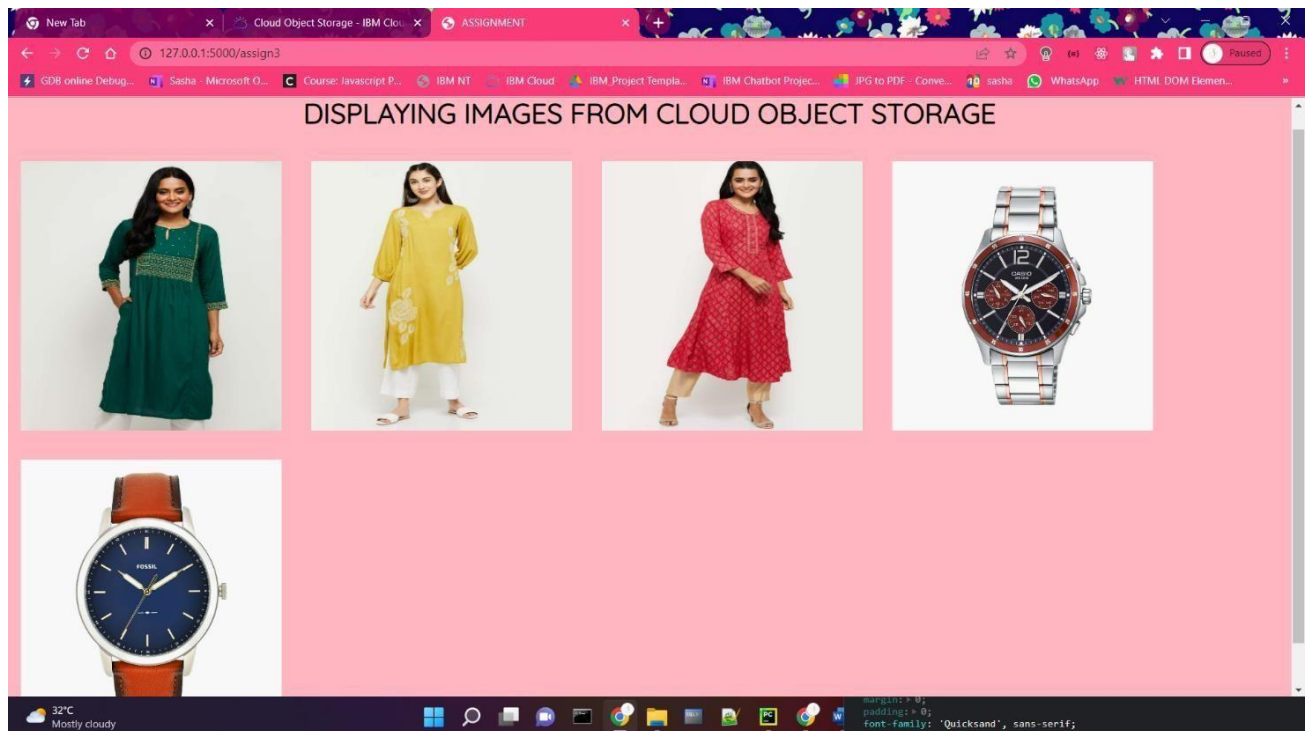 New Tab
Cloud Object Storage - IBM Clou
ASSIGNMENT
127.0.0.1:5000/assign3
Paused
GDB online Debug...
Sasha - Microsoft O...
Course: Javascript P...
IBM NT
IBM Cloud
IBM_Project Templa...
IBM Chatbot Projec...
JPG to PDF - Conve...
sasha
WhatsApp
HTML DOM Elemen...
»
DISPLAYING IMAGES FROM CLOUD OBJECT STORAGE
12
CASIO
FOSSIL
32°C
Mostly cloudy
margin: 0;
padding: 0;
font-family: 'Quicksand', sans-serif;